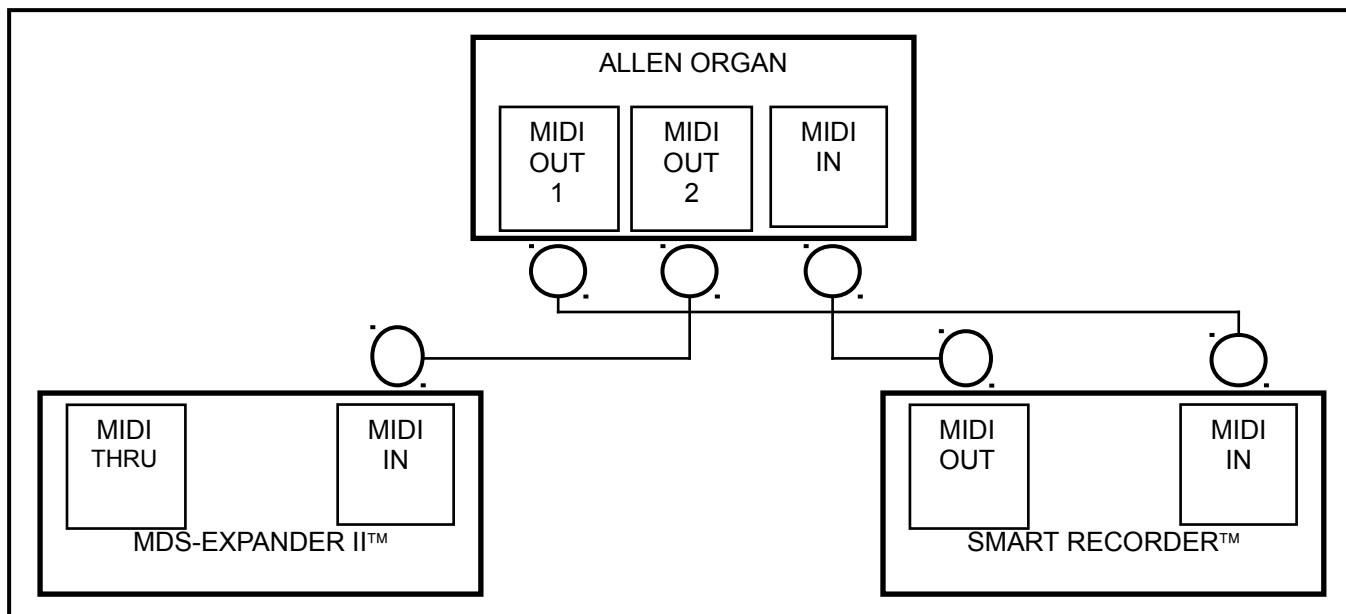 ALLEN ORGAN
MIDI
OUT
1
MIDI
OUT
2
MIDI
IN
MIDI
THRU
MIDI
IN
MDS-EXPANDER II™
MIDI
OUT
MIDI
IN
SMART RECORDER™